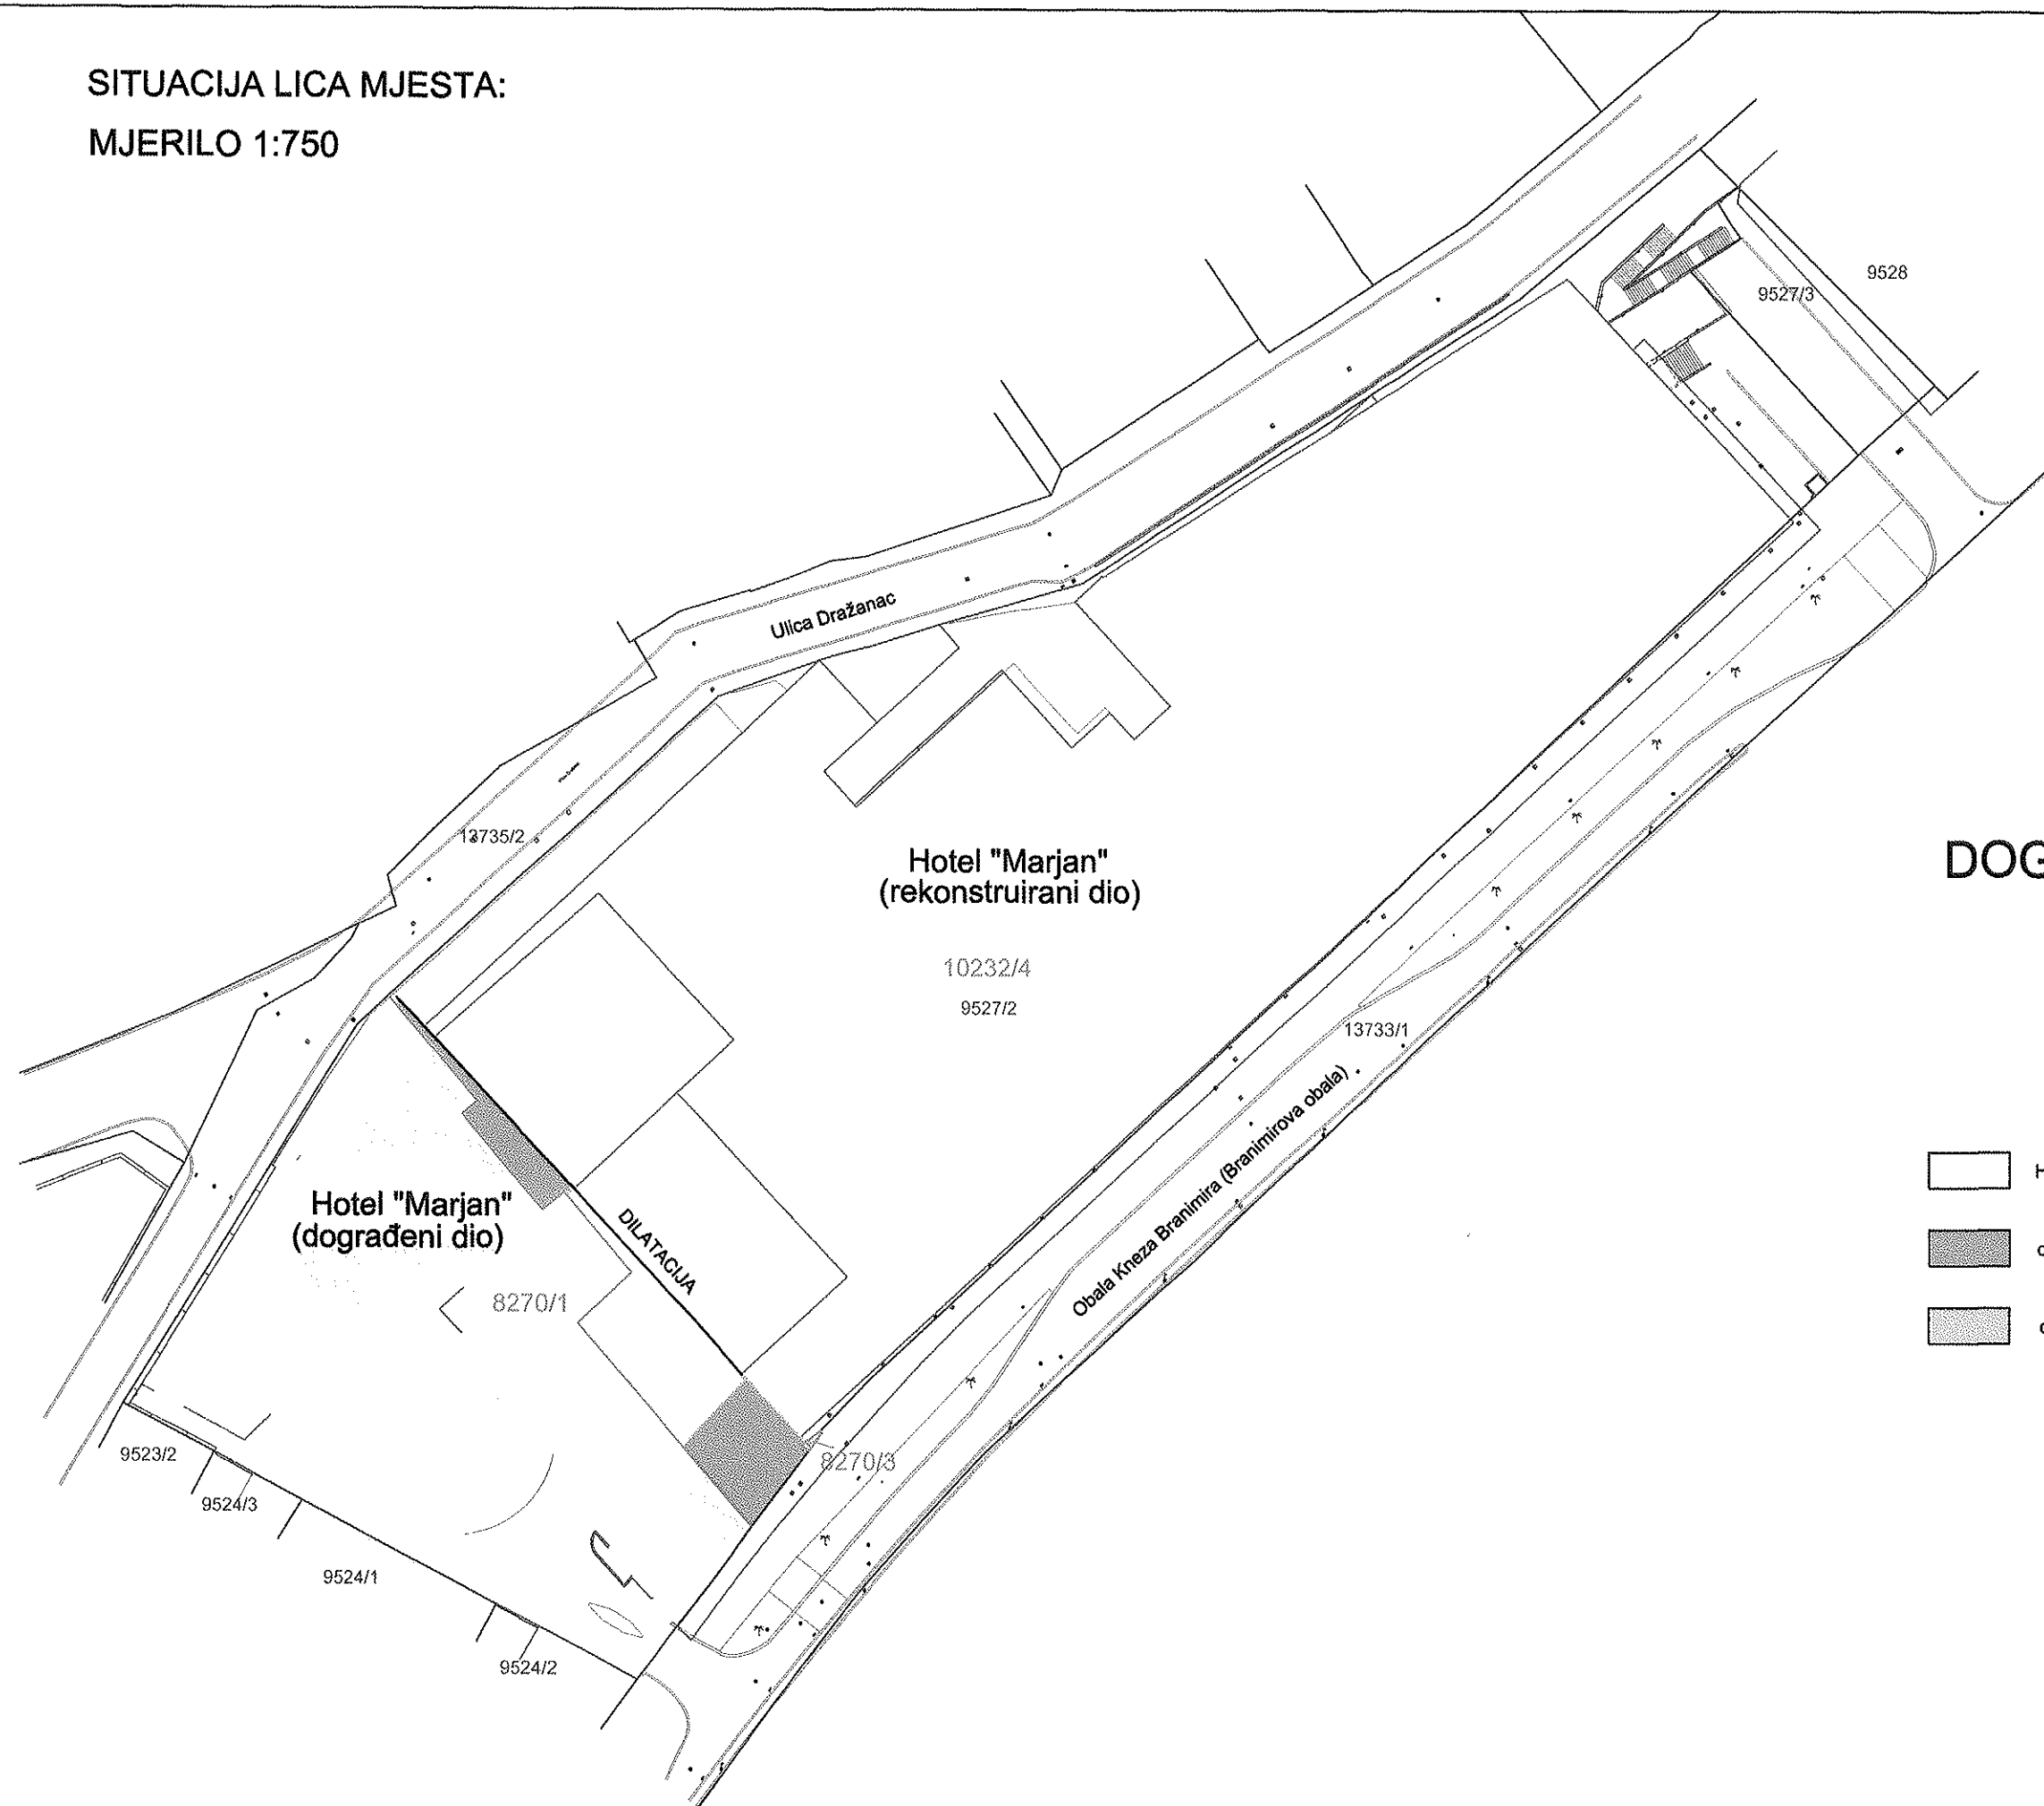 SITUACIJA LICA MJESTA:
MJERILO 1:750
9528
9527/3
Ulica Dražanac
13735/2
Hotel "Marjan"
(rekonstruirani dio)
DOG
10232/4
9527/2
13733/1
Obala Kneza Branimira (Branimirova obala)
Hotel "Marjan"
(dograđeni dio)
DILATACIJA
8270/1
8270/3
9523/2
9524/3
9524/1
9524/2